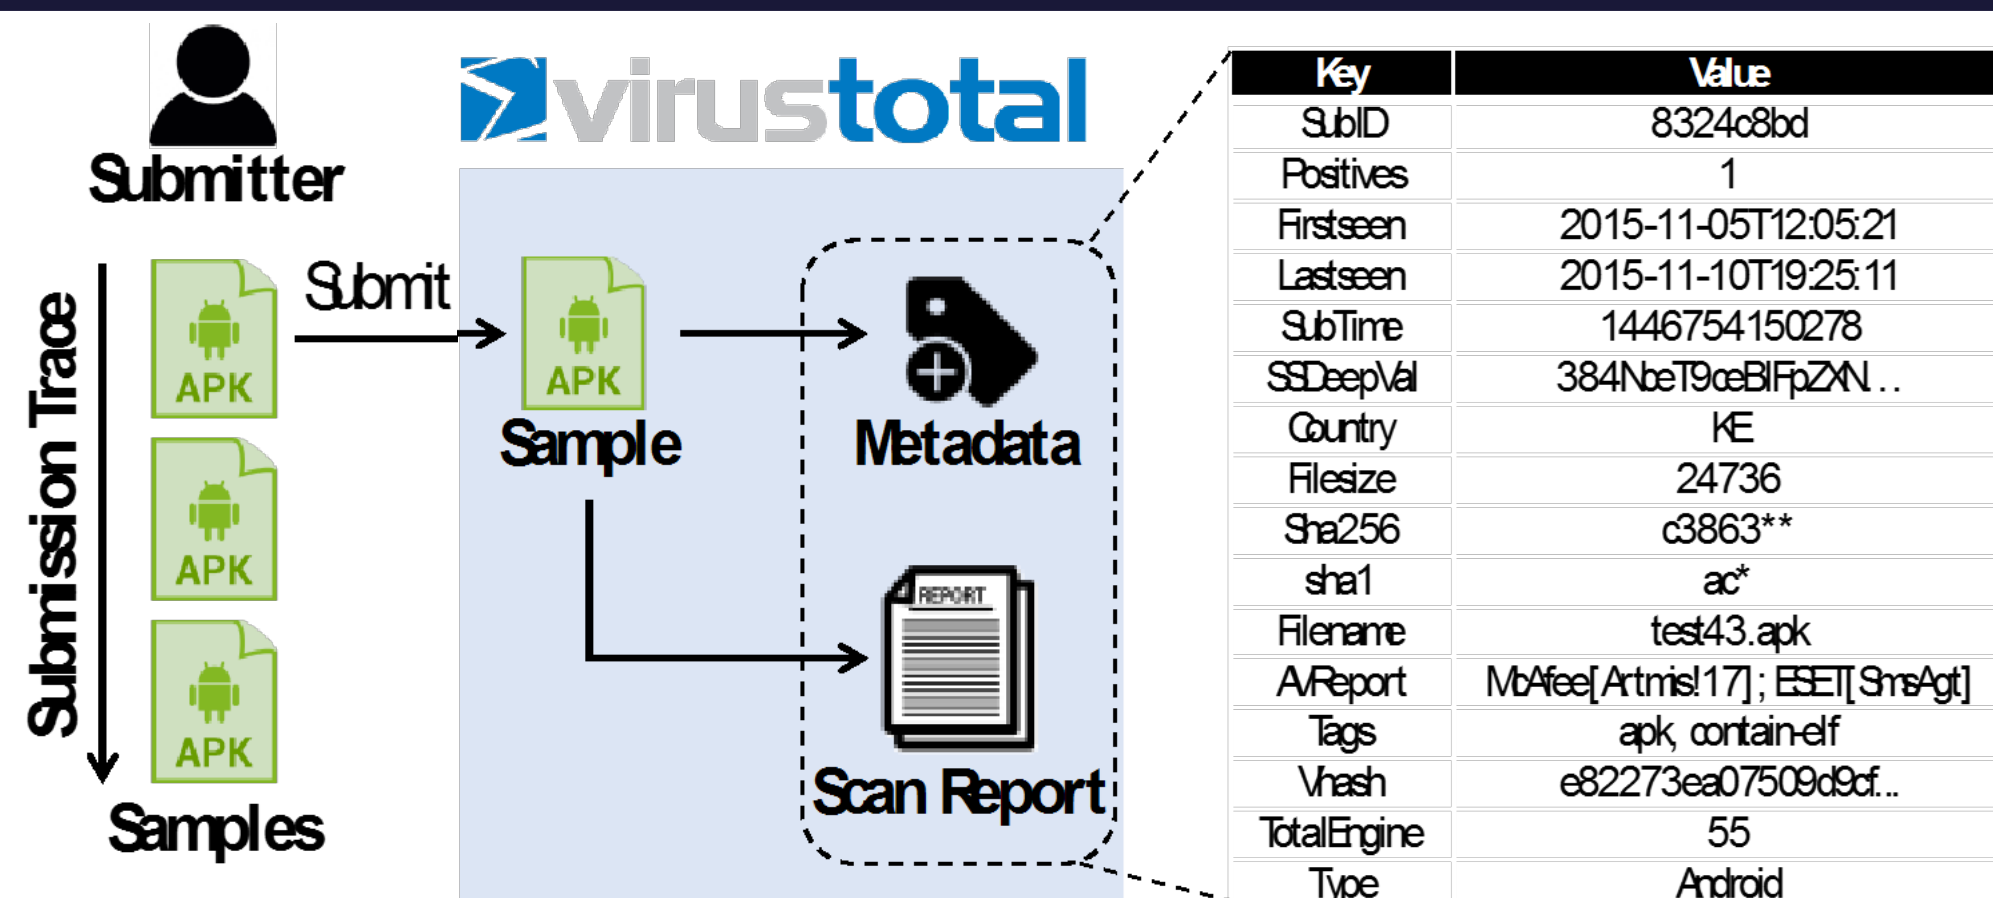 Submitter
Submission Trace
APK
APK
APK
Samples
Submit
virustotal
APK
Sample
Metadata
REPORT
Scan Report
Key Value
SubID 8324c8bd
Positives 1
Firstseen 2015-11-05T12:05:21
Lastseen 2015-11-10T19:25:11
SubTime 1446754150278
SSDeepVal 384NbeT9ceBlFpZXN...
Country KE
Filesize 24736
Sha256 c3863**
sha1 ac*
Filename test43.apk
AVReport McAfee[Artmis!17]; ESET[SmsAgt]
Tags apk, contain-elf
Vhash e82273ea07509d9cf...
TotalEngine 55
Type Android